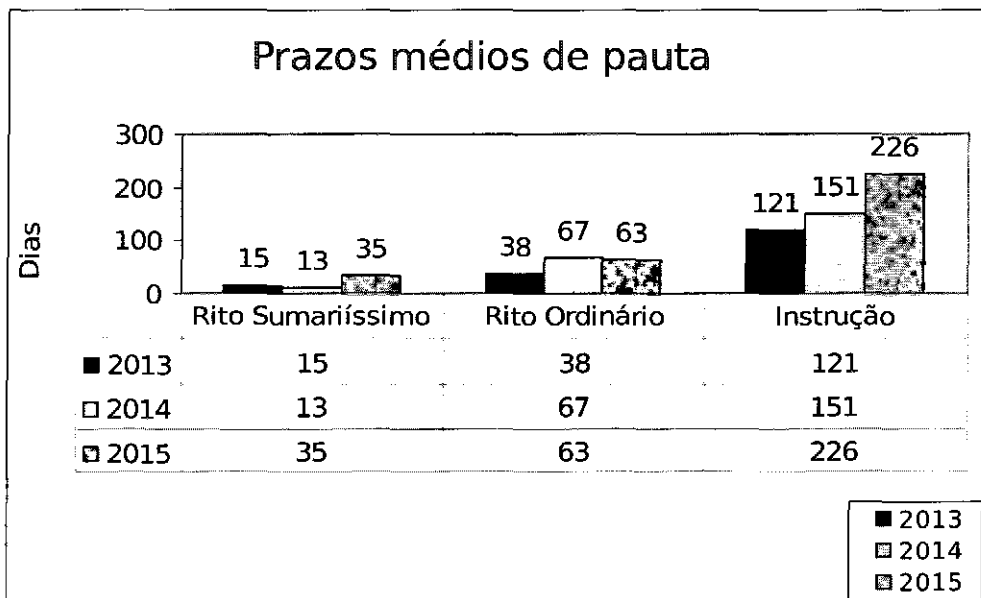 Prazos médios de pauta
Dias
300
200
100
0
15 13 35
38 67 63
121 151 226
Rito Sumariíssimo Rito Ordinário Instrução
2013 15 38 121
2014 13 67 151
2015 35 63 226
2013
2014
2015